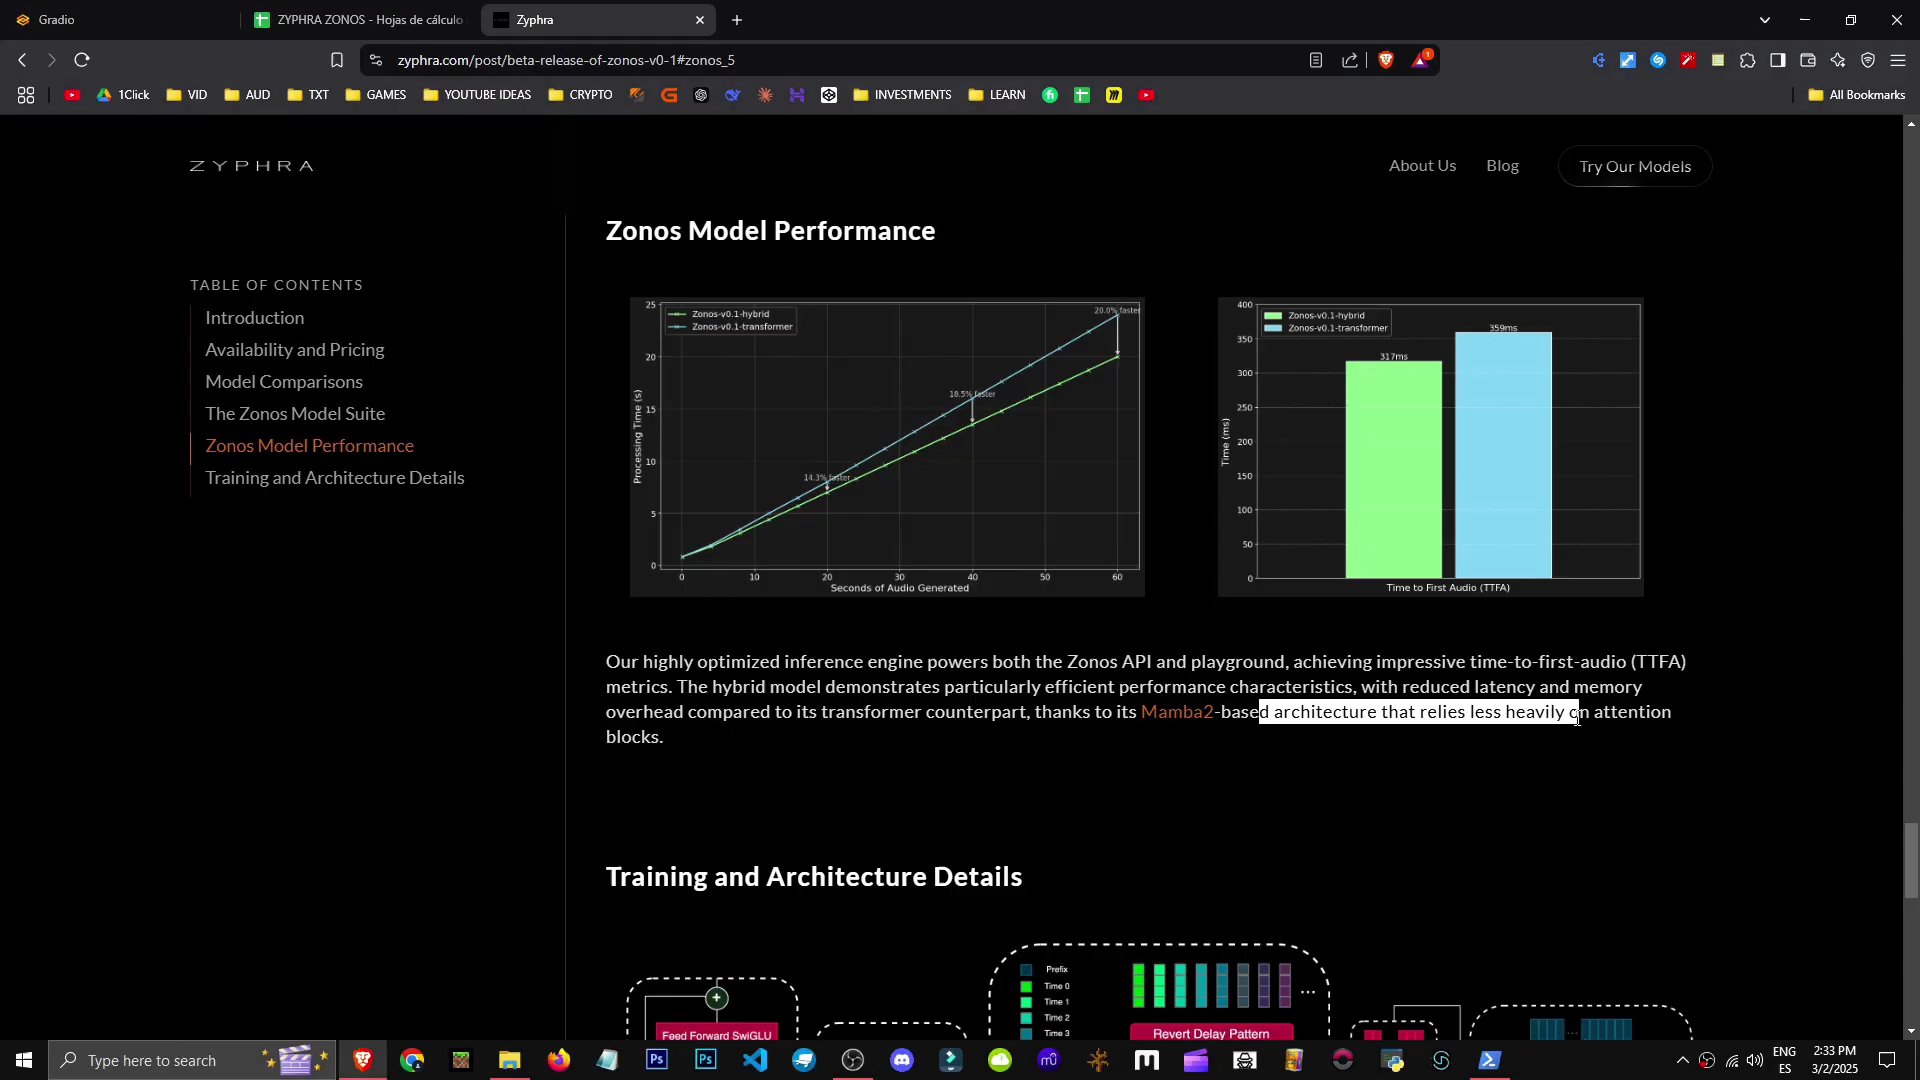 Gradio
ZYPHRA ZONOS - Hojas de cálculo
Zyphra
zyphra.com/post/beta-release-of-zonos-v0-1#zonos_5
1
1Click
VID
AUD
TXT
GAMES
YOUTUBE IDEAS
CRYPTO
INVESTMENTS
LEARN
All Bookmarks
ZYPHRA
About Us
Blog
Try Our Models
TABLE OF CONTENTS
Introduction
Availability and Pricing
Model Comparisons
The Zonos Model Suite
Zonos Model Performance
Training and Architecture Details
Zonos Model Performance
Zonos-v0.1-hybrid
Zonos-v0.1-transformer
20.0% faster
18.5% faster
14.3% faster
25
20
15
10
5
0
Processing Time (s)
0 10 20 30 40 50 60
Seconds of Audio Generated
Zonos-v0.1-hybrid
Zonos-v0.1-transformer
317ms
359ms
400
350
300
250
200
150
100
50
0
Time (ms)
Time to First Audio (TTFA)
Our highly optimized inference engine powers both the Zonos API and playground, achieving impressive time-to-first-audio (TTFA)
metrics. The hybrid model demonstrates particularly efficient performance characteristics, with reduced latency and memory
overhead compared to its transformer counterpart, thanks to its Mamba2-based architecture that relies less heavily on attention
blocks.
Training and Architecture Details
+
Feed Forward SwiGLU
Prefix
Time 0
Time 1
Time 2
Time 3
...
Revert Delay Pattern
...
Type here to search
Ps
Ps
ENG
ES
2:33 PM
3/2/2025